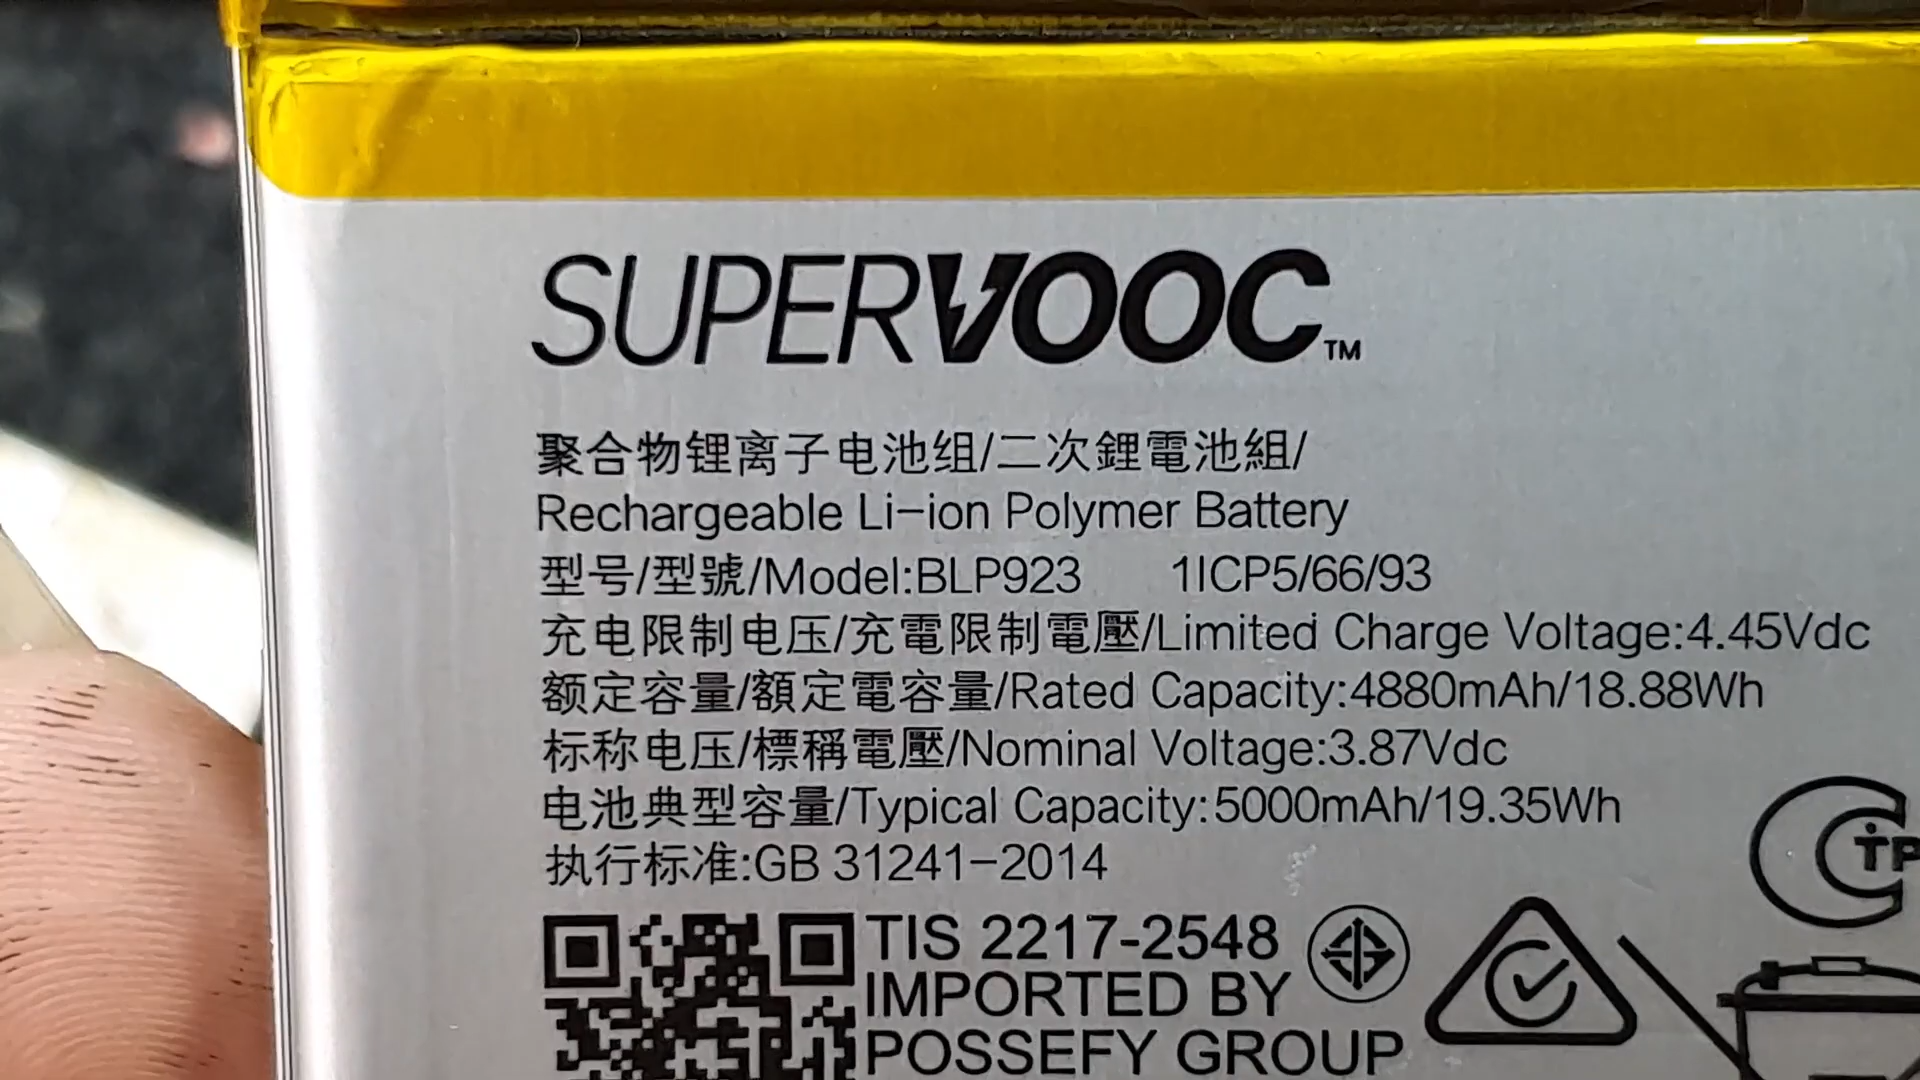 SUPERVOOC™
聚合物锂离子电池组/二次鋰電池組/
Rechargeable Li-ion Polymer Battery
型号/型號/Model:BLP923 1ICP5/66/93
充电限制电压/充電限制電壓/Limited Charge Voltage:4.45Vdc
额定容量/額定電容量/Rated Capacity:4880mAh/18.88Wh
标称电压/標稱電壓/Nominal Voltage:3.87Vdc
电池典型容量/Typical Capacity:5000mAh/19.35Wh
执行标准:GB 31241-2014
TIS 2217-2548
IMPORTED BY
POSSEFY GROUP